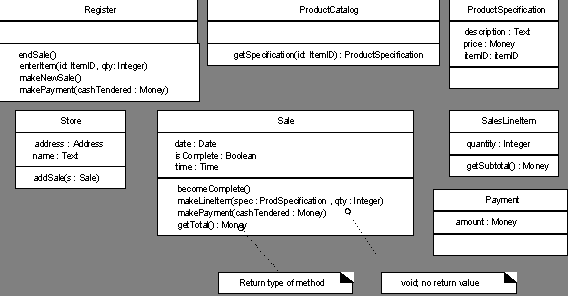 Register
endSale()
enterItem(id: ItemID, qty: Integer)
makeNewSale()
makePayment(cashTendered : Money)
ProductCatalog
getSpecification(id: ItemID) : ProductSpecification
ProductSpecification
description : Text
price : Money
itemID: itemID
Store
address : Address
name : Text
addSale(s : Sale)
Sale
date : Date
isComplete : Boolean
time : Time
becomeComplete()
makeLineItem(spec : ProdSpecification , qty : Integer)
makePayment(cashTendered : Money)
getTotal() : Money
SalesLineItem
quantity : Integer
getSubtotal() : Money
Payment
amount : Money
Return type of method
void; no return value